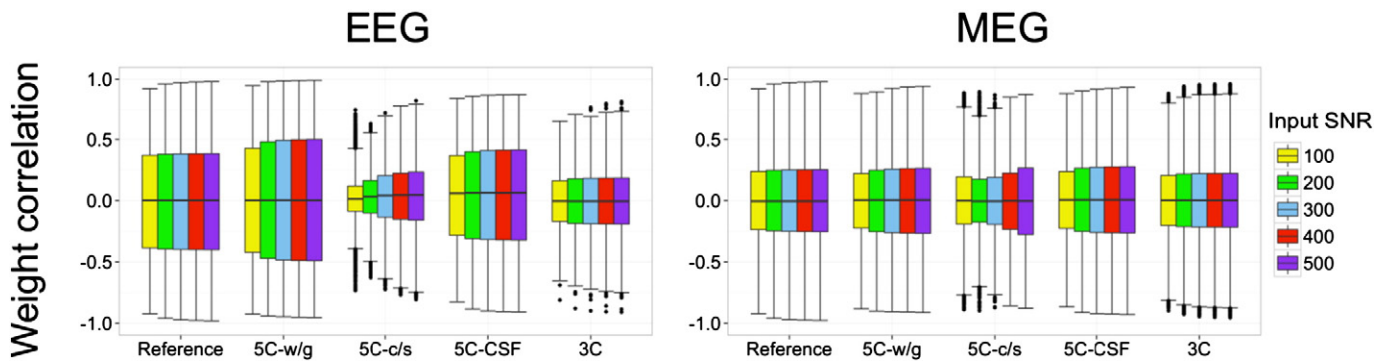 EEG
MEG
Weight correlation
1.0
0.5
0.0
-0.5
-1.0
Reference 5C-w/g 5C-c/s 5C-CSF 3C
1.0
0.5
0.0
-0.5
-1.0
Reference 5C-w/g 5C-c/s 5C-CSF 3C
Input SNR
100
200
300
400
500